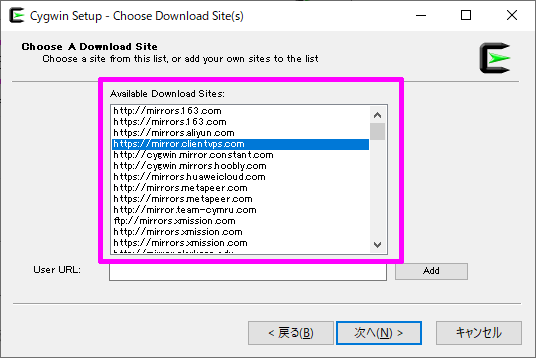 Cygwin Setup - Choose Download Site(s)
Choose A Download Site
Choose a site from this list, or add your own sites to the list
Available Download Sites:
http://mirrors.163.com
https://mirrors.163.com
https://mirrors.aliyun.com
https://mirror.clientvps.com
http://cygwin.mirror.constant.com
http://cygwin.mirrors.hoobly.com
https://mirrors.huaweicloud.com
http://mirrors.metapeer.com
https://mirrors.metapeer.com
http://mirror.team-cymru.com
ftp://mirrors.xmission.com
http://mirrors.xmission.com
https://mirrors.xmission.com
User URL:
Add
< 戻る(B)
次へ(N) >
キャンセル